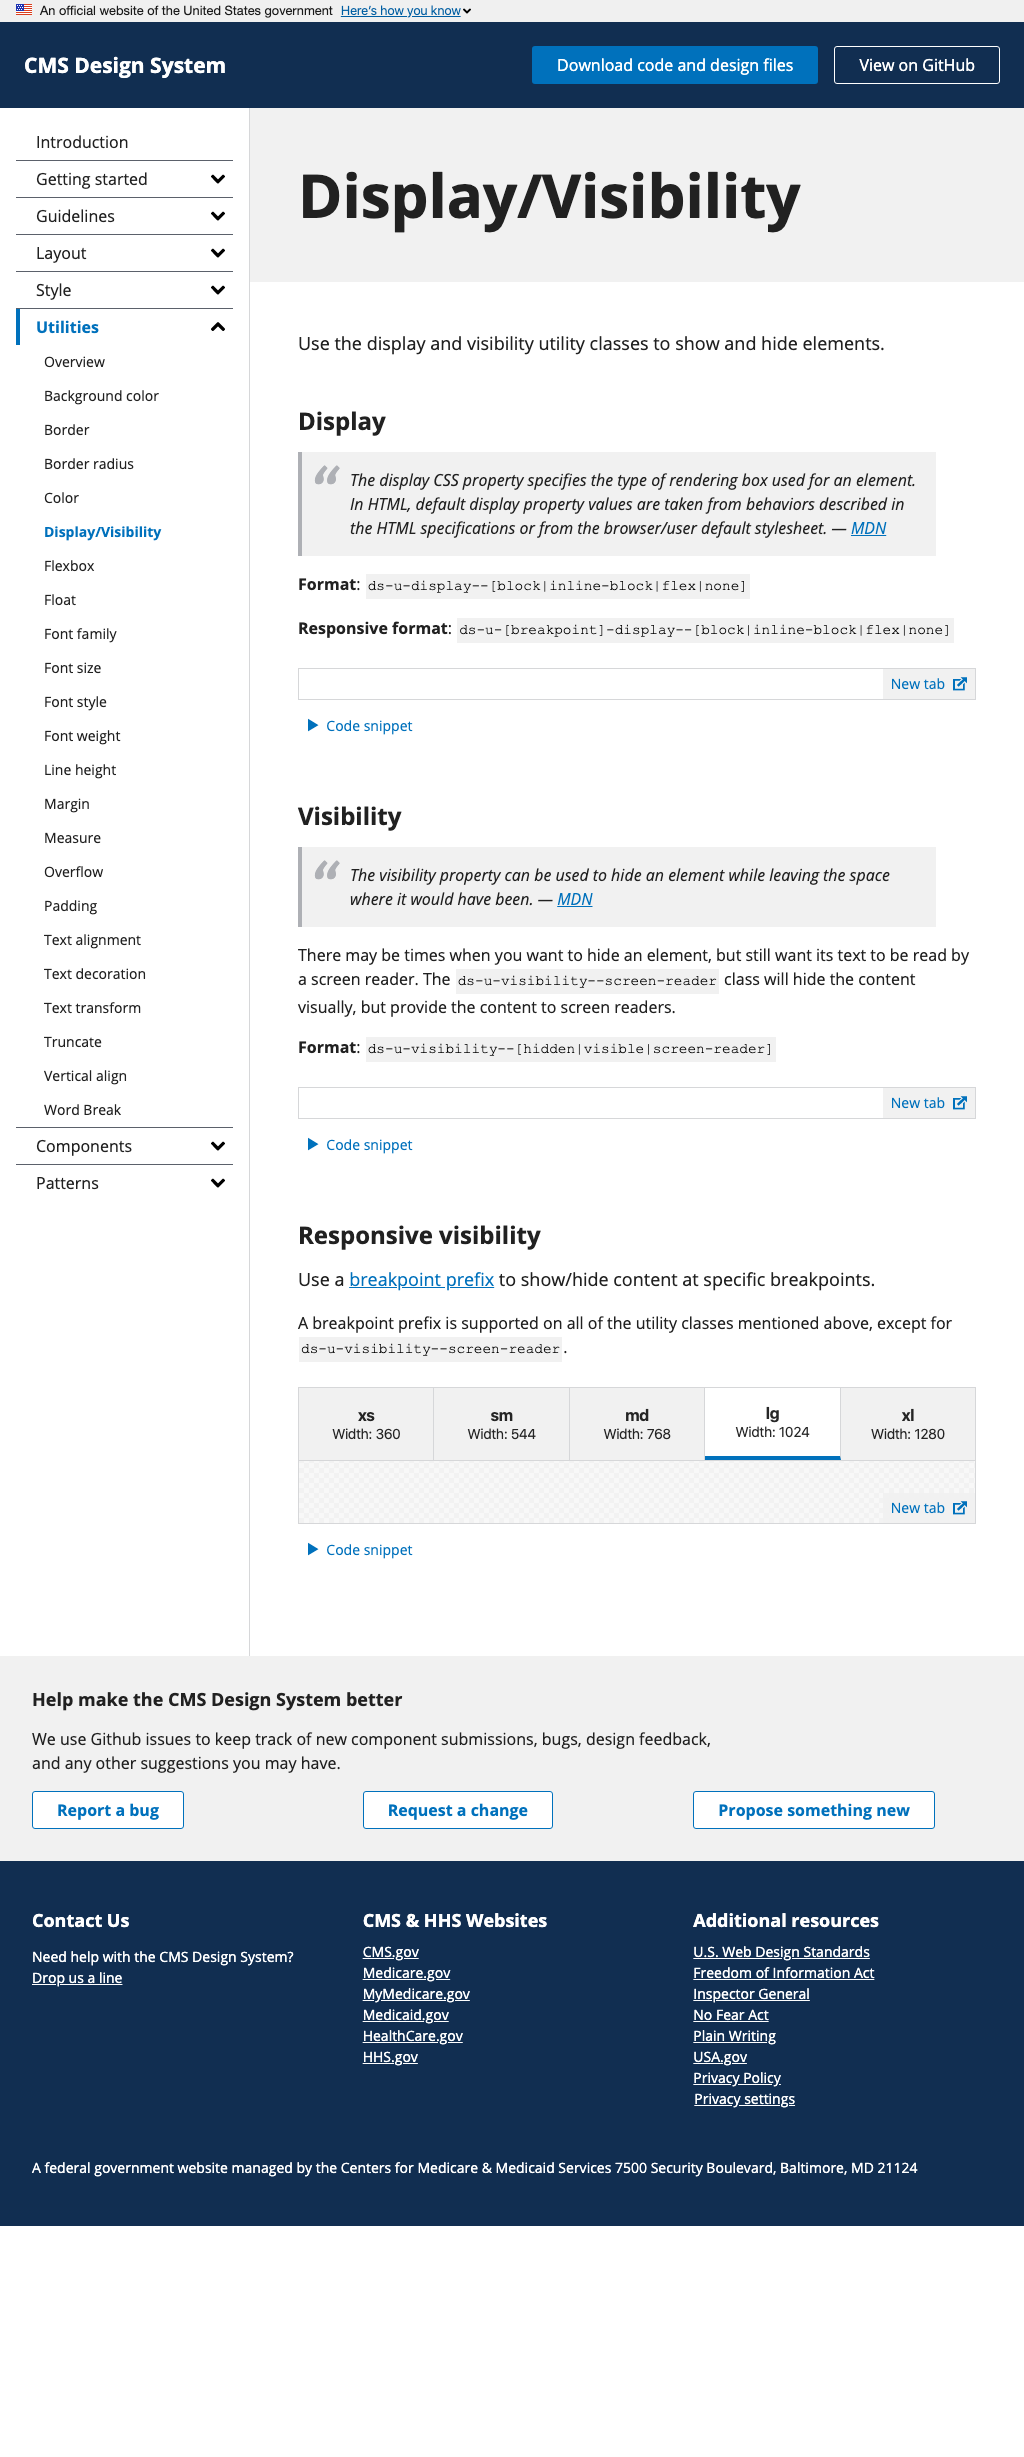 An official website of the United States government Here's how you know
CMS Design System
Download code and design files
View on GitHub
Introduction
Getting started
Guidelines
Layout
Style
Utilities
Overview
Background color
Border
Border radius
Color
Display/Visibility
Flexbox
Float
Font family
Font size
Font style
Font weight
Line height
Margin
Measure
Overflow
Padding
Text alignment
Text decoration
Text transform
Truncate
Vertical align
Word Break
Components
Patterns
Display/Visibility
Use the display and visibility utility classes to show and hide elements.
Display
The display CSS property specifies the type of rendering box used for an element.
In HTML, default display property values are taken from behaviors described in
the HTML specifications or from the browser/user default stylesheet. — MDN
Format: ds-u-display--[block|inline-block|flex|none]
Responsive format: ds-u-[breakpoint]-display--[block|inline-block|flex|none]
New tab
Code snippet
Visibility
The visibility property can be used to hide an element while leaving the space
where it would have been. — MDN
There may be times when you want to hide an element, but still want its text to be read by
a screen reader. The ds-u-visibility--screen-reader class will hide the content
visually, but provide the content to screen readers.
Format: ds-u-visibility--[hidden|visible|screen-reader]
New tab
Code snippet
Responsive visibility
Use a breakpoint prefix to show/hide content at specific breakpoints.
A breakpoint prefix is supported on all of the utility classes mentioned above, except for
ds-u-visibility--screen-reader.
xs
Width: 360
sm
Width: 544
md
Width: 768
lg
Width: 1024
xl
Width: 1280
New tab
Code snippet
Help make the CMS Design System better
We use Github issues to keep track of new component submissions, bugs, design feedback,
and any other suggestions you may have.
Report a bug
Request a change
Propose something new
Contact Us
Need help with the CMS Design System?
Drop us a line
CMS & HHS Websites
CMS.gov
Medicare.gov
MyMedicare.gov
Medicaid.gov
HealthCare.gov
HHS.gov
Additional resources
U.S. Web Design Standards
Freedom of Information Act
Inspector General
No Fear Act
Plain Writing
USA.gov
Privacy Policy
Privacy settings
A federal government website managed by the Centers for Medicare & Medicaid Services 7500 Security Boulevard, Baltimore, MD 21124